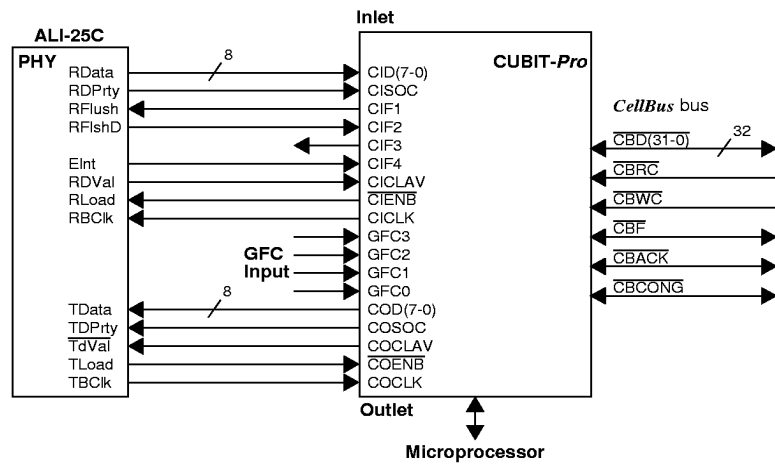 Inlet
ALI-25C
PHY
CUBIT-Pro
RData 8 CID(7-0)
RDPrty CISOC
RFlush CIF1
RFlshD CIF2
CIF3
EInt CIF4
RDVal CICLAV
RLoad CIENB
RBClk CICLK
GFC3
GFC2
GFC1
GFC0
GFC
Input
TData 8 COD(7-0)
TDPrty COSOC
TdVal COCLAV
TLoad COENB
TBClk COCLK
CellBus bus
CBD(31-0) 32
CBRC
CBWC
CBF
CBACK
CBCONG
Outlet
Microprocessor